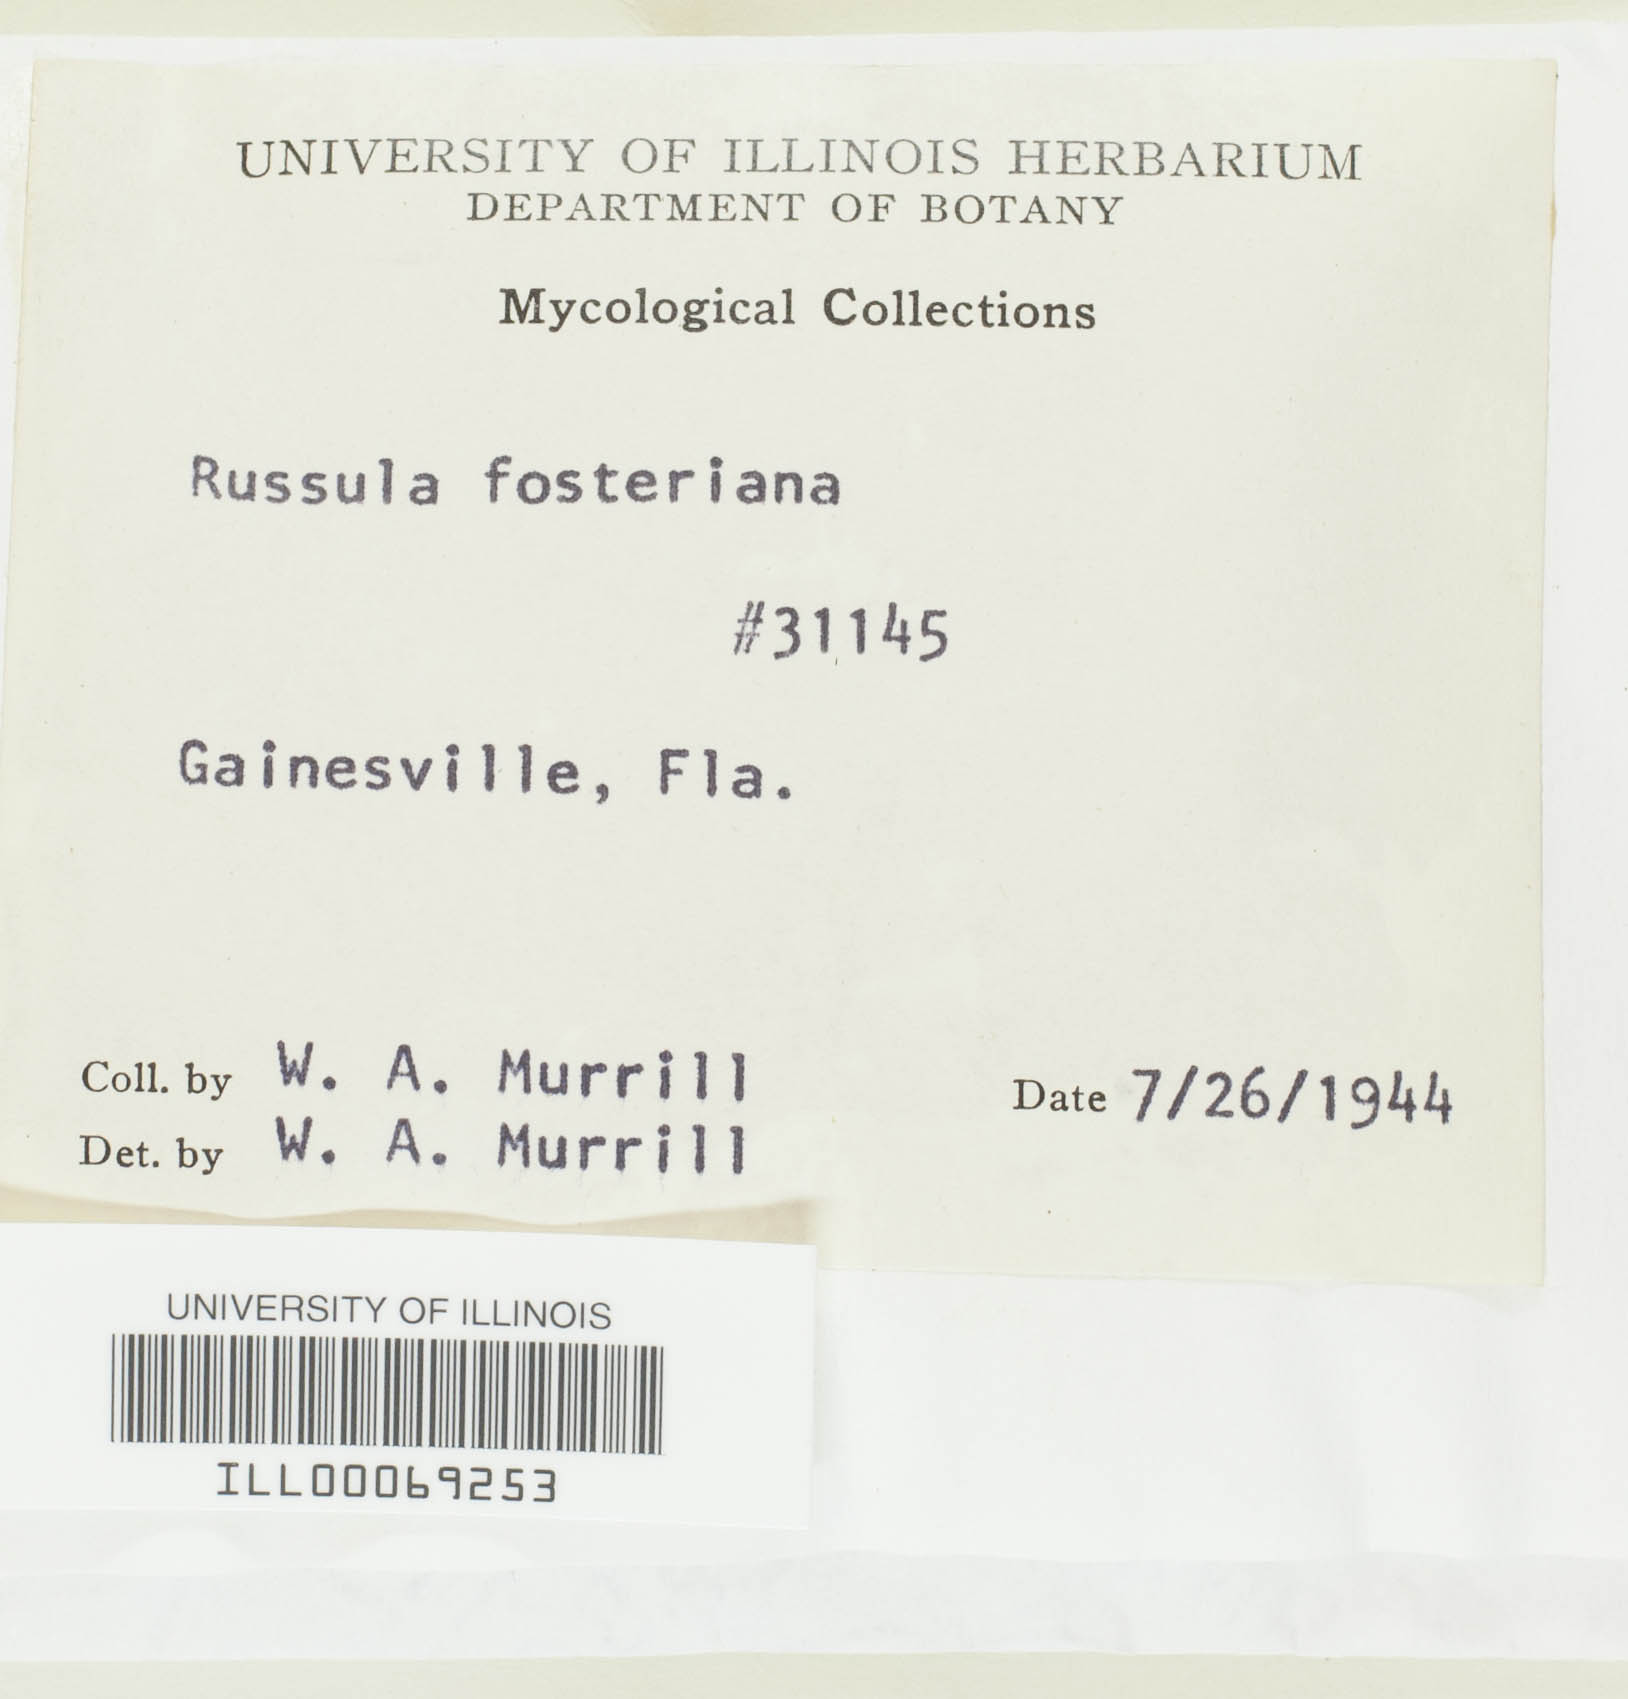 UNIVERSITY OF ILLINOIS HERBARIUM
DEPARTMENT OF BOTANY
Mycological Collections
Russula fosteriana
#31145
Gainesville, Fla.
Coll. by W. A. Murrill
Date 7/26/1944
Det. by W. A. Murrill
UNIVERSITY OF ILLINOIS
ILL00069253